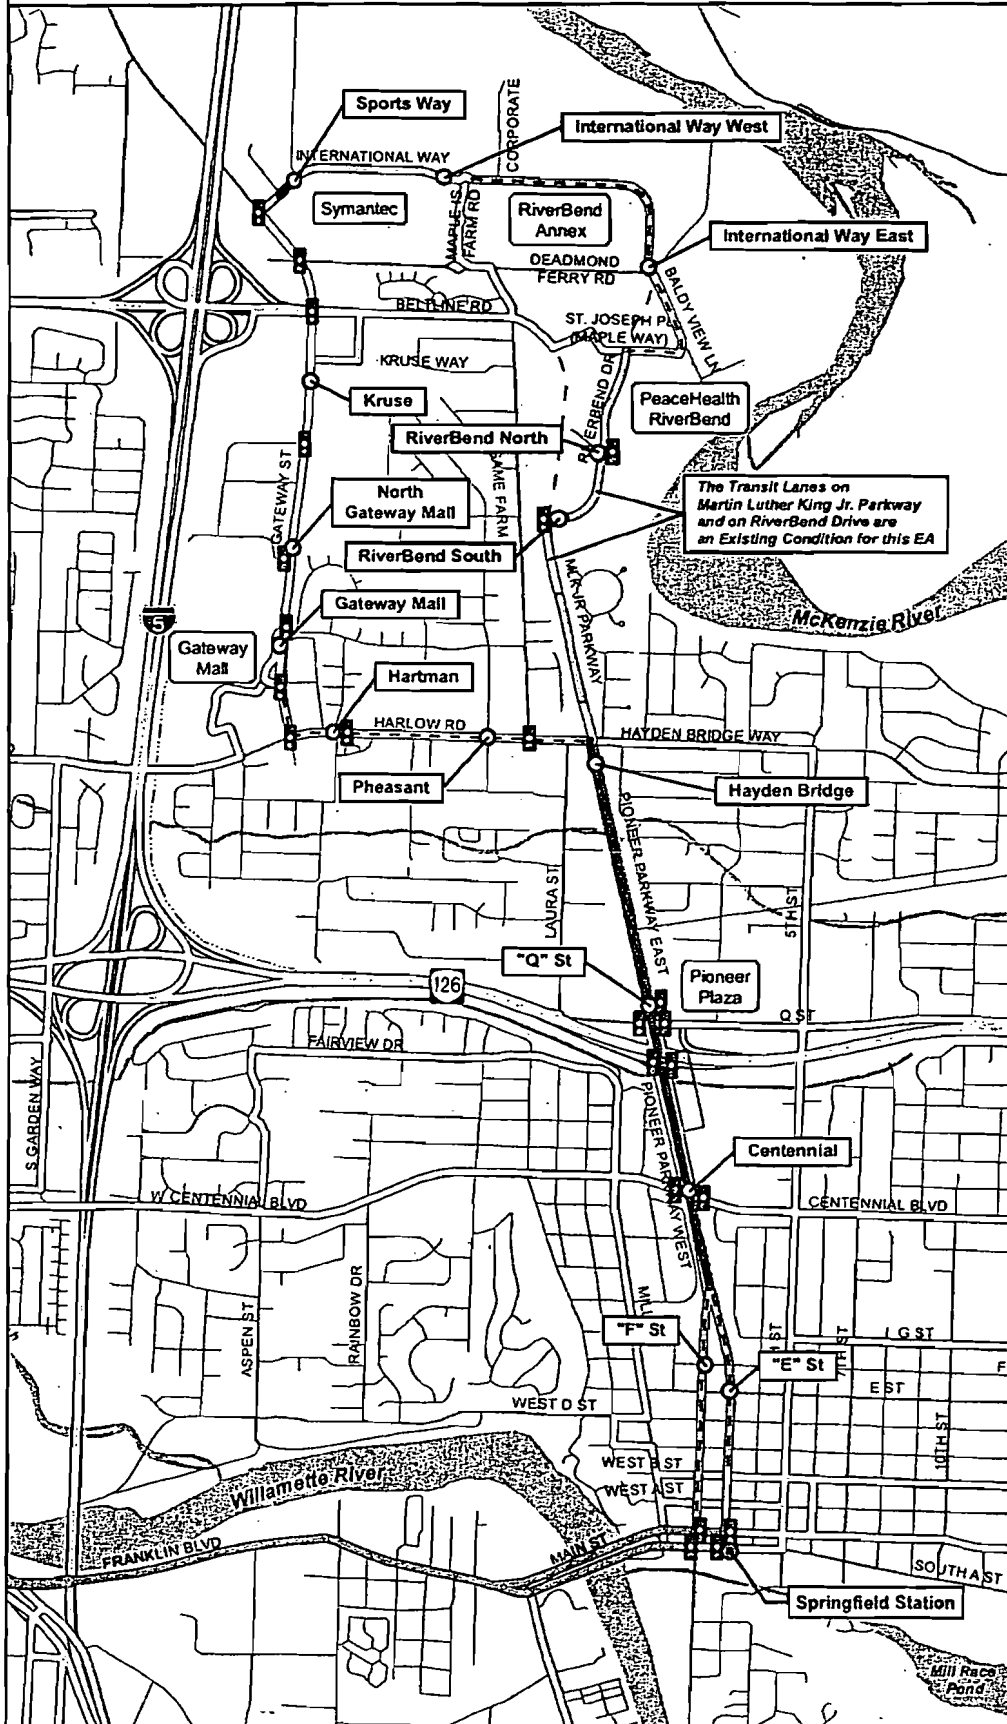 Sports Way
International Way West
CORPORATE
INTERNATIONAL WAY
Symantec
MAPLE IS
FARM RD
RiverBend
Annex
International Way East
DEADMOND
FERRY RD
BALDY VIEW LN
BELTLINE RD
ST. JOSEPH PL
(MAPLE WAY)
KRUSE WAY
Kruse
RIVERBEND DR
PeaceHealth
RiverBend
RiverBend North
GAME FARM
GATEWAY ST
North
Gateway Mall
The Transit Lanes on
Martin Luther King Jr. Parkway
and on RiverBend Drive are
an Existing Condition for this EA
RiverBend South
MLK JR PARKWAY
5
Gateway Mall
McKenzie River
Gateway
Mall
Hartman
HARLOW RD
HAYDEN BRIDGE WAY
Pheasant
Hayden Bridge
PIONEER PARKWAY EAST
LAURA ST
5TH ST
"Q" St
126
Pioneer
Plaza
Q ST
FAIRVIEW DR
S GARDEN WAY
PIONEER PARKWAY WEST
Centennial
W CENTENNIAL BLVD
CENTENNIAL BLVD
ASPEN ST
RAINBOW DR
MILL
"F" St
G ST
"E" St
7TH ST
F
E ST
WEST D ST
10TH ST
WEST B ST
WEST A ST
Willamette River
FRANKLIN BLVD
MAIN ST
SOUTH A ST
Springfield Station
Mill Race
Pond